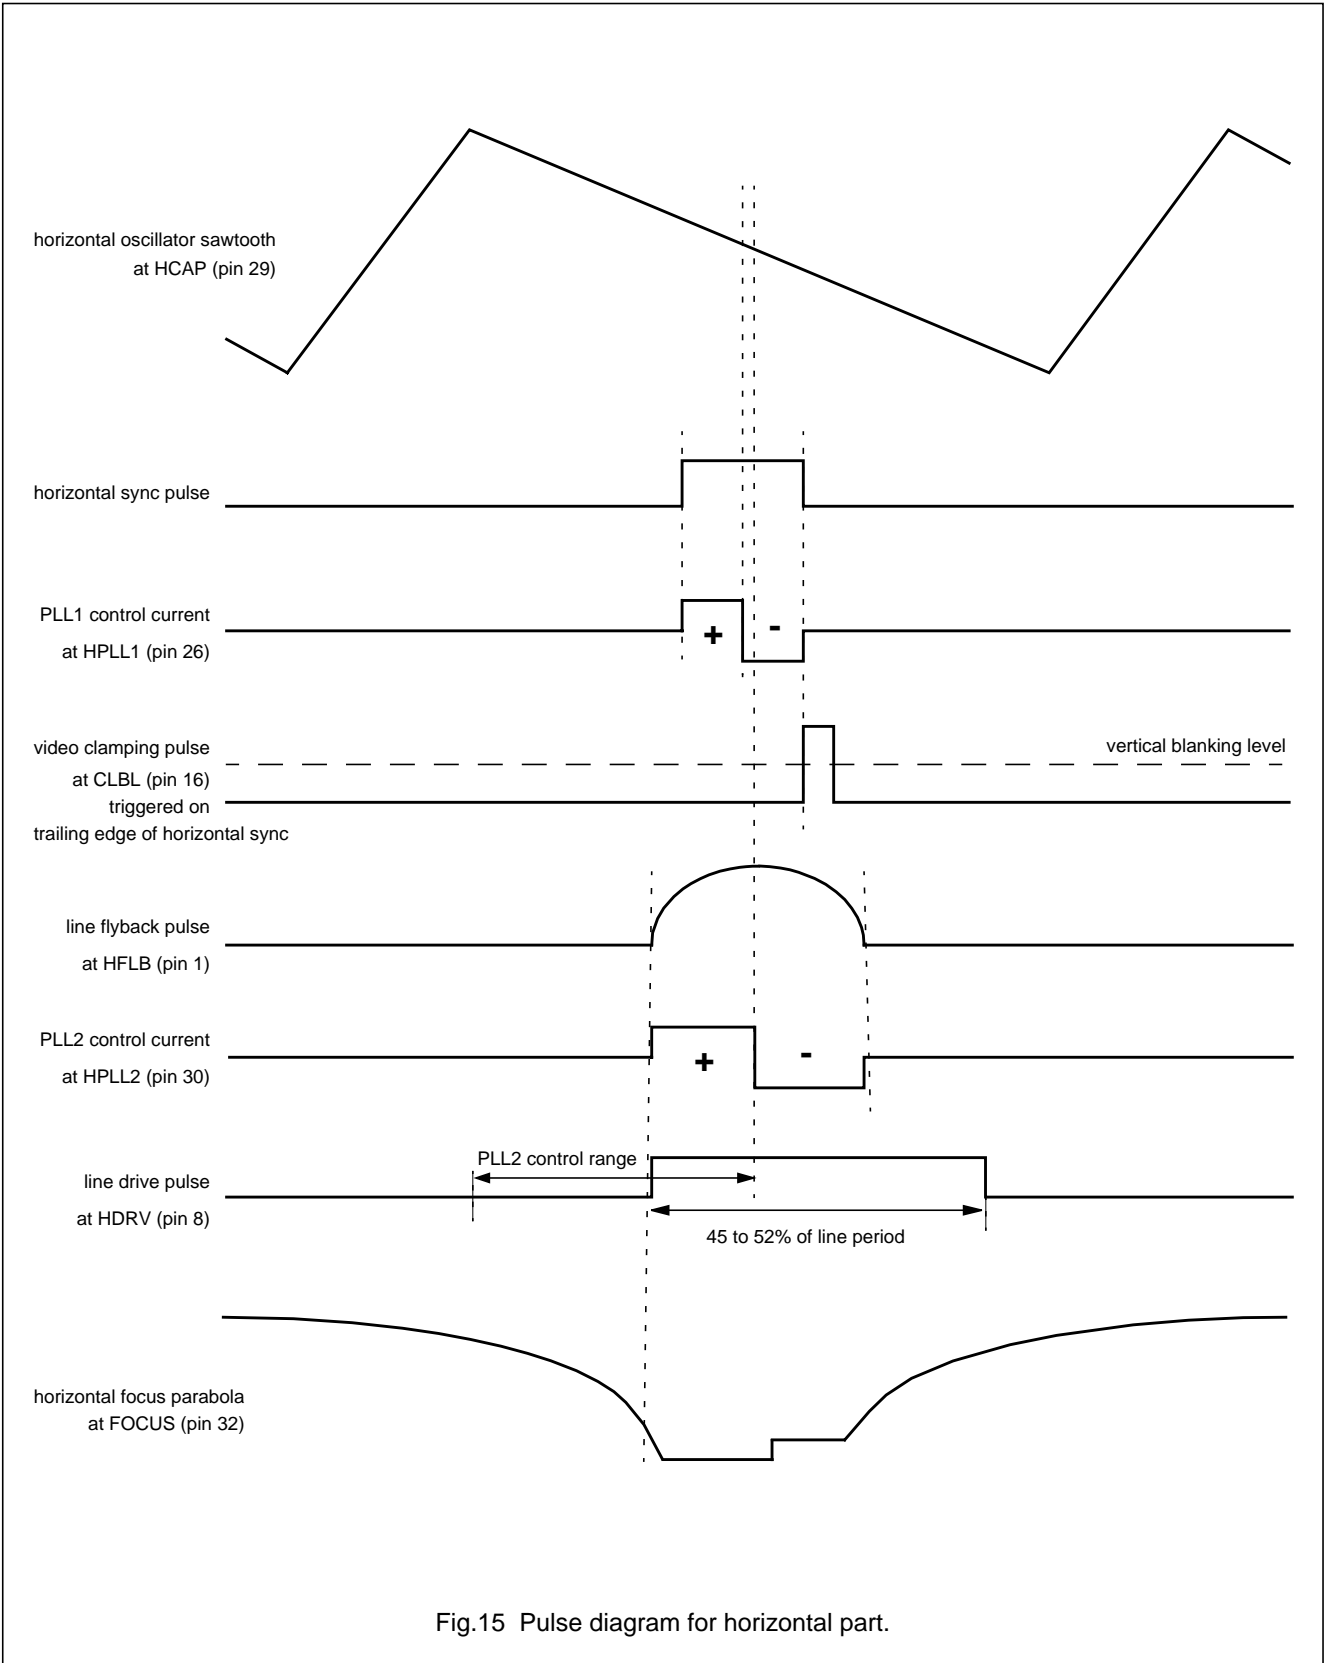 horizontal oscillator sawtooth
at HCAP (pin 29)
horizontal sync pulse
PLL1 control current
at HPLL1 (pin 26)
+
-
video clamping pulse
at CLBL (pin 16)
triggered on
trailing edge of horizontal sync
vertical blanking level
line flyback pulse
at HFLB (pin 1)
PLL2 control current
at HPLL2 (pin 30)
+
-
PLL2 control range
line drive pulse
at HDRV (pin 8)
45 to 52% of line period
horizontal focus parabola
at FOCUS (pin 32)
Fig.15 Pulse diagram for horizontal part.